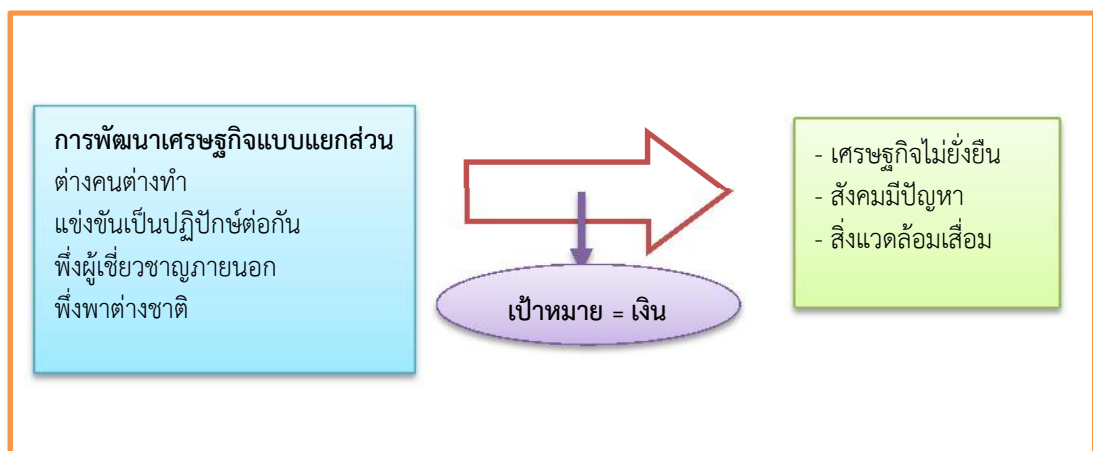 การพัฒนาเศรษฐกิจแบบแยกส่วน
ต่างคนต่างทำ
แข่งขันเป็นปฏิปักษ์ต่อกัน
พึ่งผู้เชี่ยวชาญภายนอก
พึ่งพาต่างชาติ
เป้าหมาย = เงิน
- เศรษฐกิจไม่ยั่งยืน
- สังคมมีปัญหา
- สิ่งแวดล้อมเสื่อม